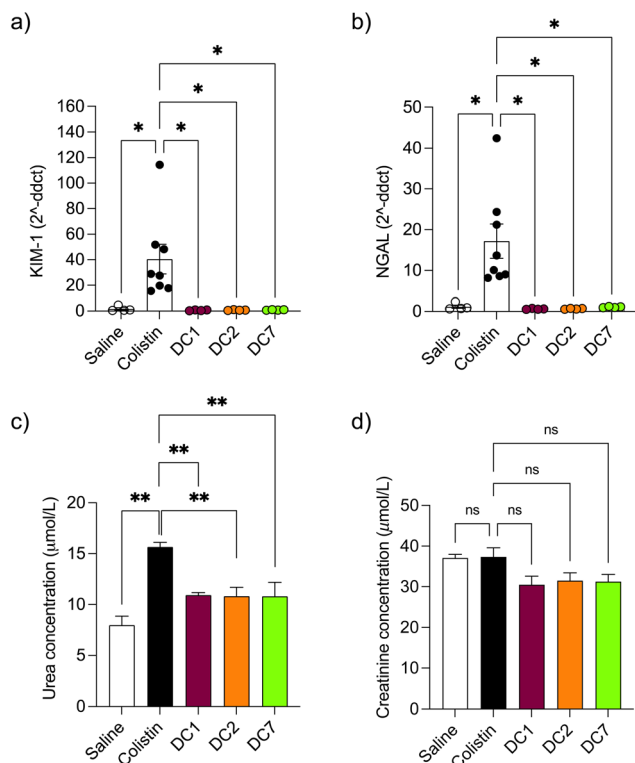 a)
KIM-1 (2^-ddct)
160
140
120
100
80
60
40
20
0
* * * *
Saline Colistin DC1 DC2 DC7
b)
NGAL (2^-ddct)
50
40
30
20
10
0
* * * *
Saline Colistin DC1 DC2 DC7
c)
Urea concentration (μmol/L)
20
15
10
5
0
**
**
** **
Saline Colistin DC1 DC2 DC7
d)
Creatinine concentration (μmol/L)
50
40
30
20
10
0
ns
ns
ns ns
Saline Colistin DC1 DC2 DC7